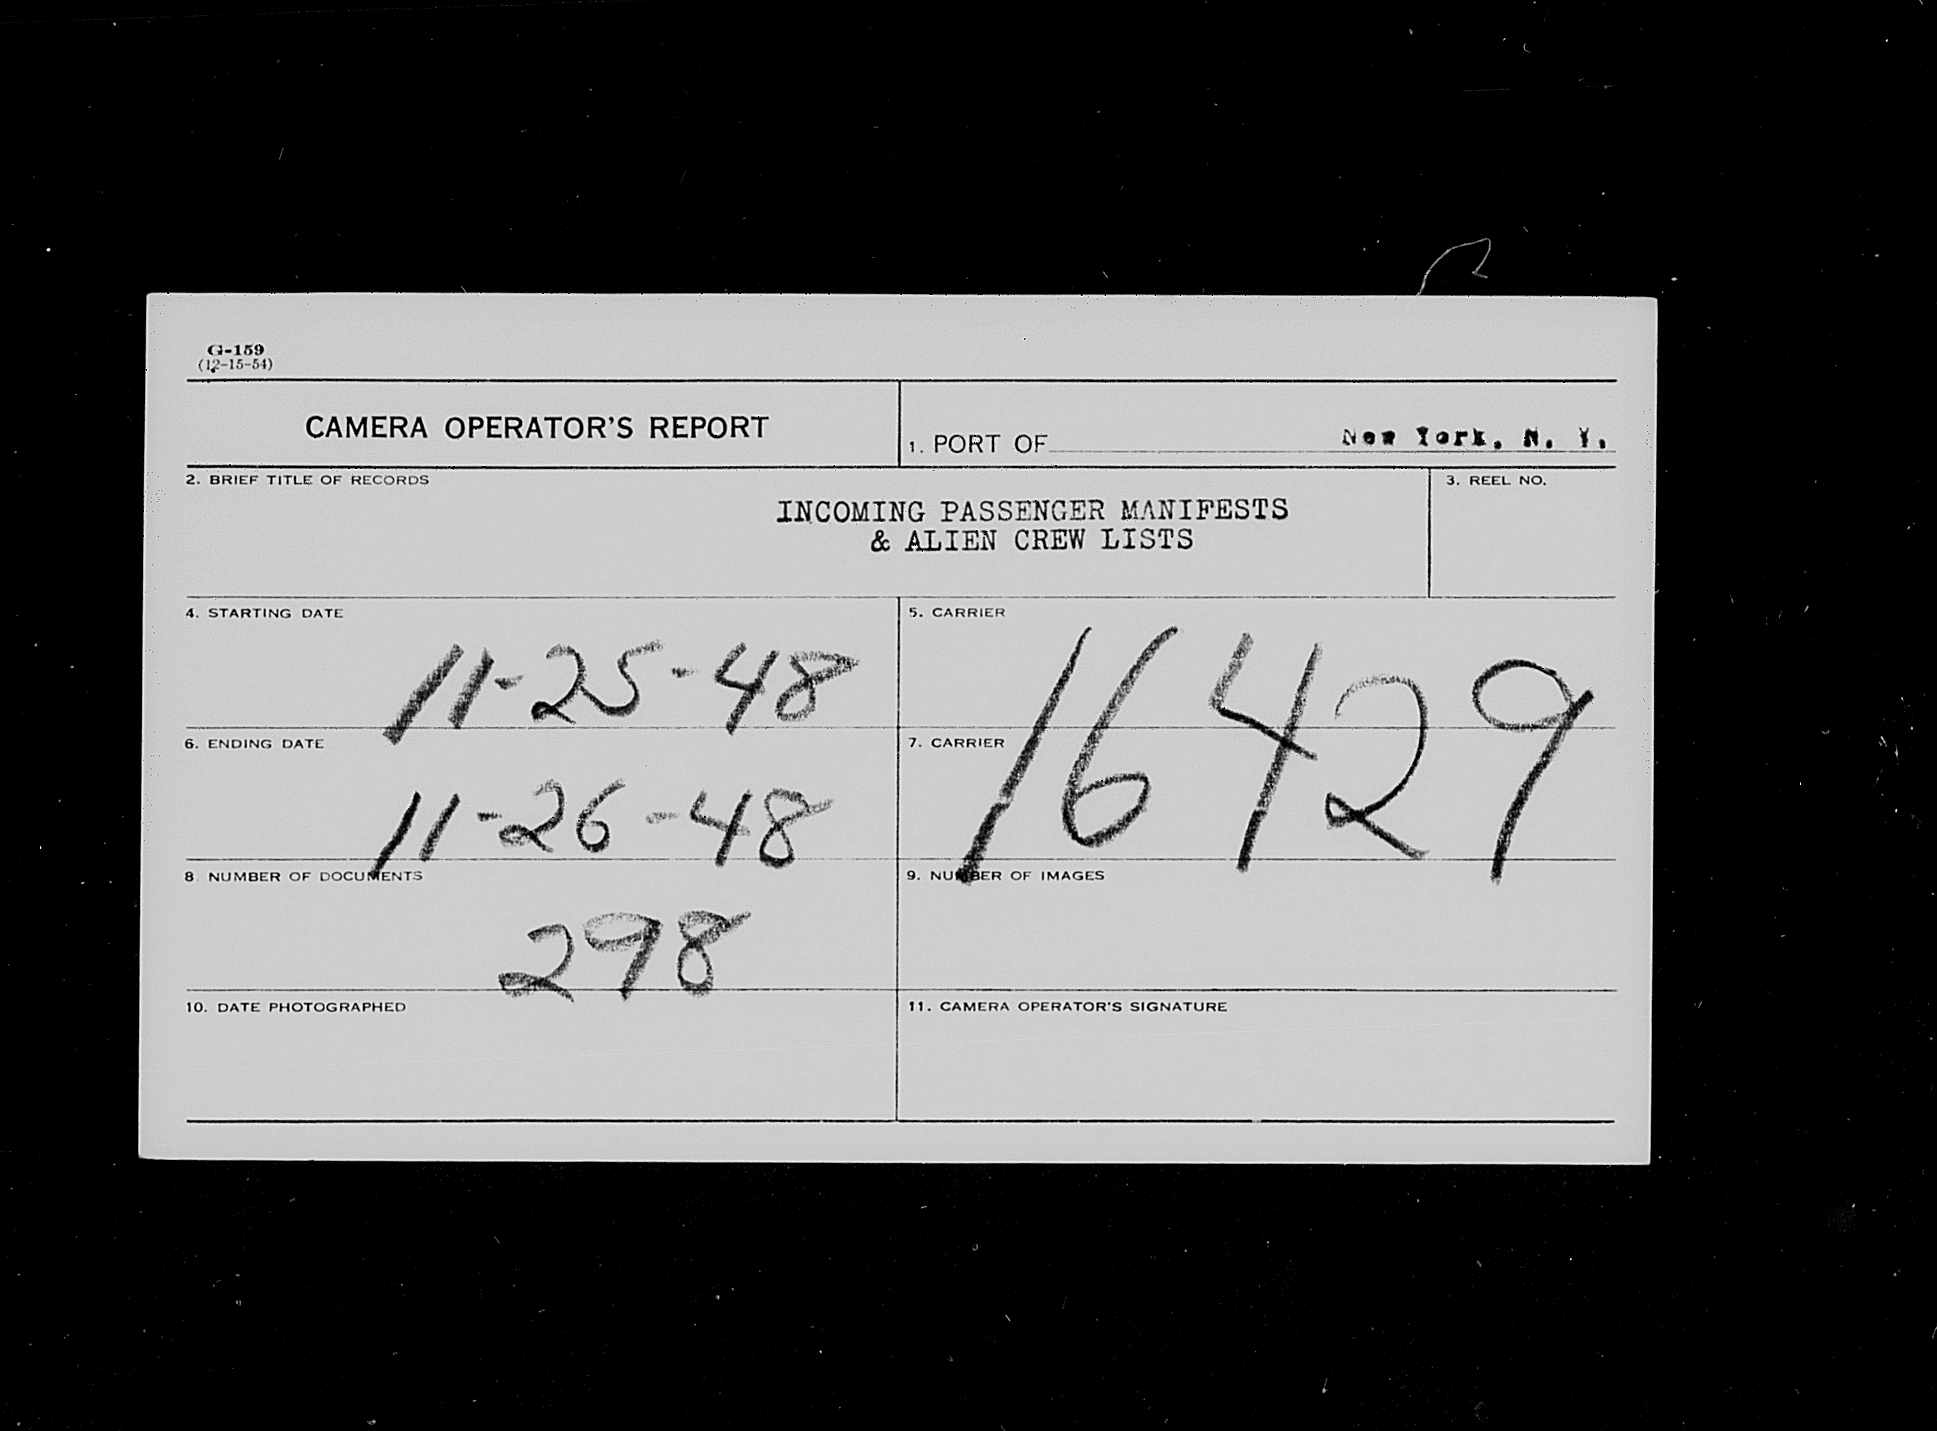 G-159
(12-15-54)
CAMERA OPERATOR'S REPORT
1. PORT OF New York, N. Y.
2. BRIEF TITLE OF RECORDS
3. REEL NO.
INCOMING PASSENGER MANIFESTS
& ALIEN CREW LISTS
4. STARTING DATE
11-25-48
5. CARRIER
16429
6. ENDING DATE
11-26-48
7. CARRIER
8. NUMBER OF DOCUMENTS
298
9. NUMBER OF IMAGES
10. DATE PHOTOGRAPHED
11. CAMERA OPERATOR'S SIGNATURE